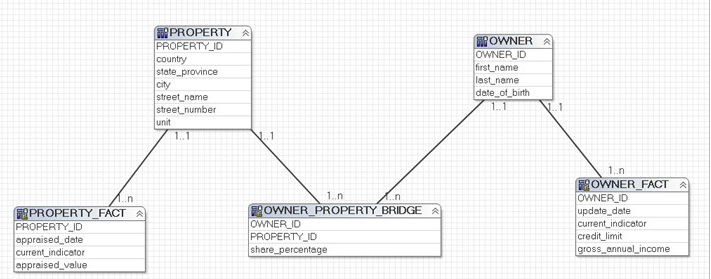 PROPERTY
PROPERTY_ID
country
state_province
city
street_name
street_number
unit
OWNER
OWNER_ID
first_name
last_name
date_of_birth
1..1
1..1
1..1
1..1
1..n
1..n
1..n
1..n
PROPERTY_FACT
PROPERTY_ID
appraised_date
current_indicator
appraised_value
OWNER_PROPERTY_BRIDGE
OWNER_ID
PROPERTY_ID
share_percentage
OWNER_FACT
OWNER_ID
update_date
current_indicator
credit_limit
gross_annual_income